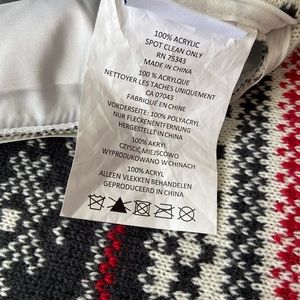 100% ACRYLIC
SPOT CLEAN ONLY
RN 75343
MADE IN CHINA
100 % ACRYLIQUE
NETTOYER LES TACHES UNIQUEMENT
CA 07043
FABRIQUÉ EN CHINE
VORDERSEITE: 100% POLYACRYL
NUR FLECKENENTFERNUNG
HERGESTELLT IN CHINA
100% AKRYL
CZYŚCIĆ MIEJSCOWO
WYPRODUKOWANO W CHINACH
100% ACRYL
ALLEEN VLEKKEN BEHANDELEN
GEPRODUCEERD IN CHINA